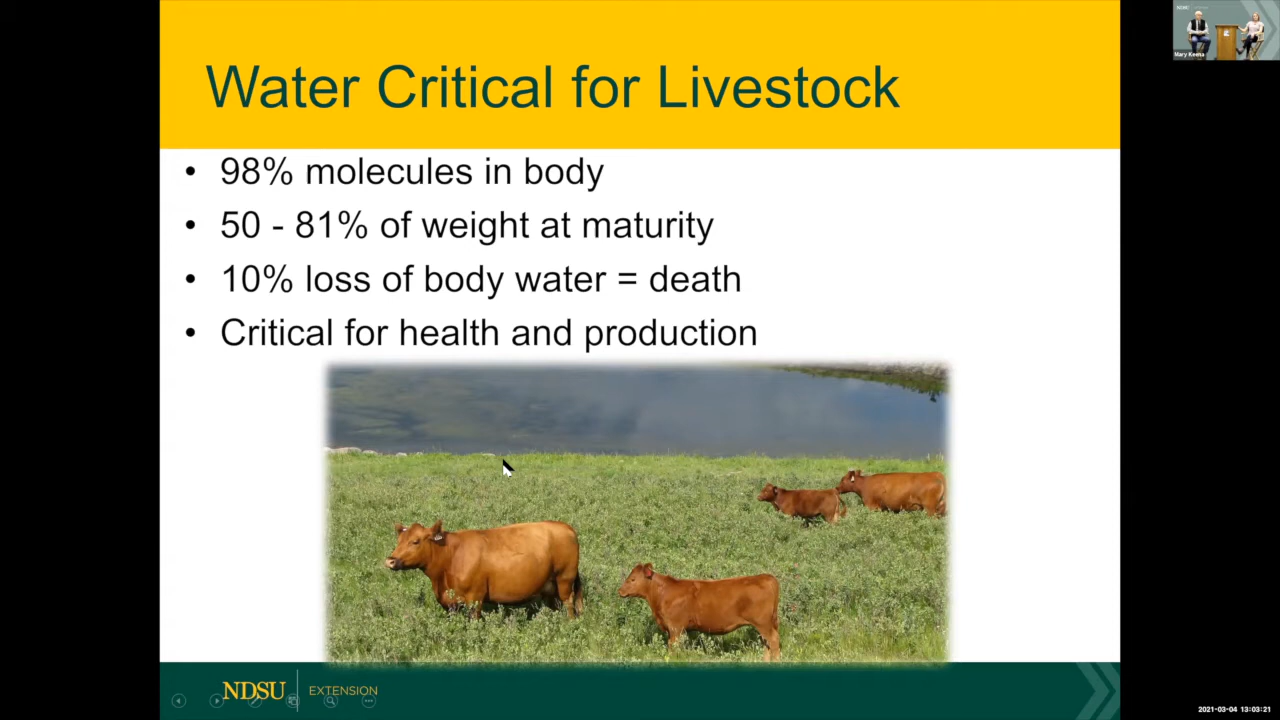 Water Critical for Livestock
• 98% molecules in body
• 50 - 81% of weight at maturity
• 10% loss of body water = death
• Critical for health and production
NDSU EXTENSION
NDSU
Mary Keena
2021-03-04 13:03:21